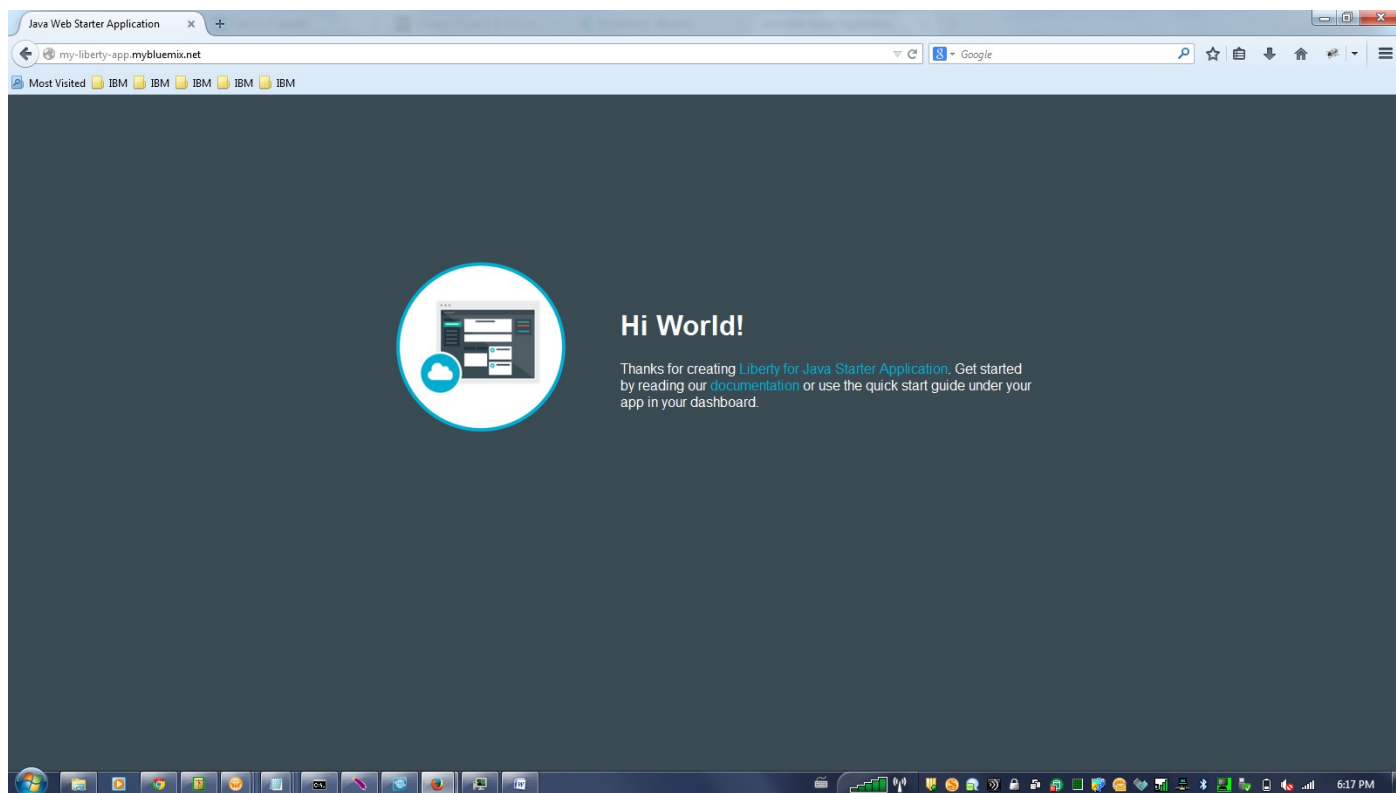 Java Web Starter Application
my-liberty-app.mybluemix.net
Google
Most Visited IBM IBM IBM IBM
Hi World!
Thanks for creating Liberty for Java Starter Application. Get started
by reading our documentation or use the quick start guide under your
app in your dashboard.
6:17 PM